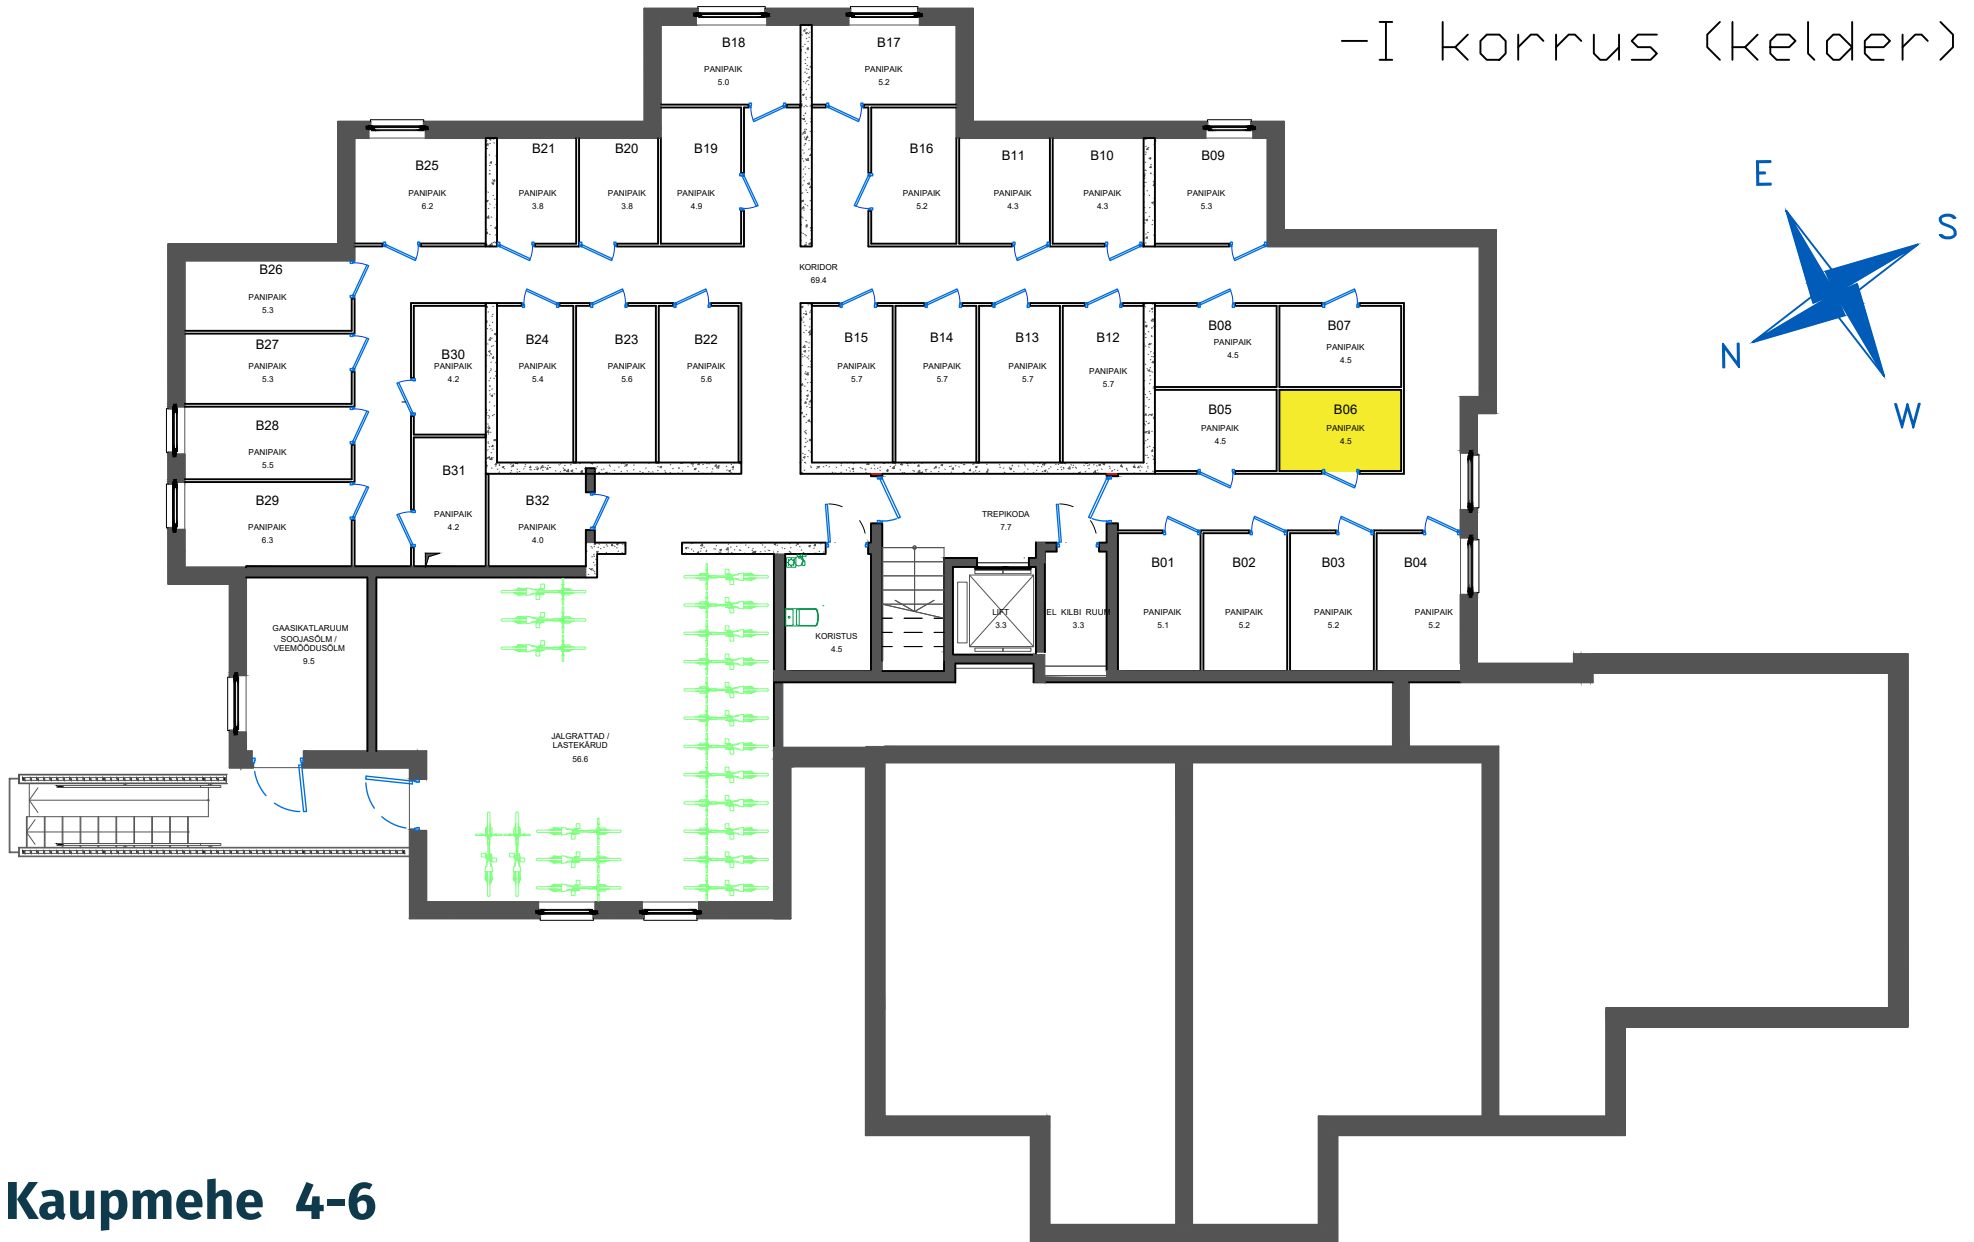 -I korrus (kelder)
B18
PANIPAIK
5.0
B17
PANIPAIK
5.2
B25
PANIPAIK
6.2
B21
PANIPAIK
3.8
B20
PANIPAIK
3.8
B19
PANIPAIK
4.9
B16
PANIPAIK
5.2
B11
PANIPAIK
4.3
B10
PANIPAIK
4.3
B09
PANIPAIK
5.3
E
S
N
W
KORIDOR
69.4
B26
PANIPAIK
5.3
B27
PANIPAIK
5.3
B28
PANIPAIK
5.5
B29
PANIPAIK
6.3
B30
PANIPAIK
4.2
B31
PANIPAIK
4.2
B24
PANIPAIK
5.4
B23
PANIPAIK
5.6
B22
PANIPAIK
5.6
B32
PANIPAIK
4.0
B15
PANIPAIK
5.7
B14
PANIPAIK
5.7
B13
PANIPAIK
5.7
B12
PANIPAIK
5.7
B08
PANIPAIK
4.5
B07
PANIPAIK
4.5
B05
PANIPAIK
4.5
B06
PANIPAIK
4.5
TREPIKODA
7.7
B01
PANIPAIK
5.1
B02
PANIPAIK
5.2
B03
PANIPAIK
5.2
B04
PANIPAIK
5.2
LIFT
3.3
EL KILBI RUUM
3.3
KORISTUS
4.5
GAASIKATLARUUM
SOOJASÕLM /
VEEMÕÕDUSÕLM
9.5
JALGRATTAD /
LASTEKÄRUD
56.6
Kaupmehe 4-6